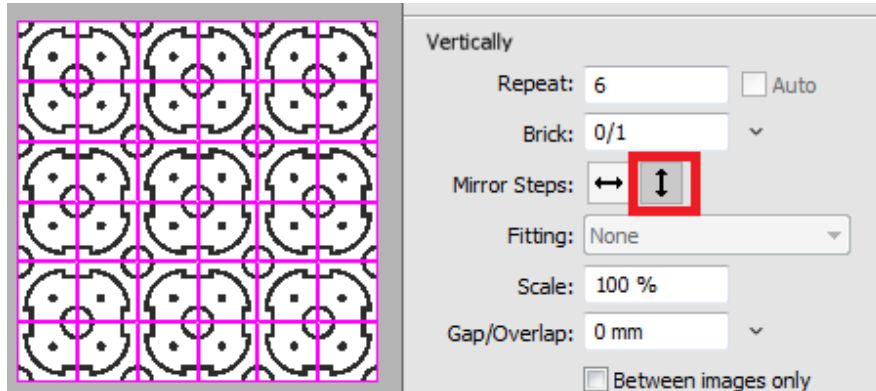 Vertically
Repeat: 6 Auto
Brick: 0/1
Mirror Steps:
Fitting: None
Scale: 100 %
Gap/Overlap: 0 mm
Between images only